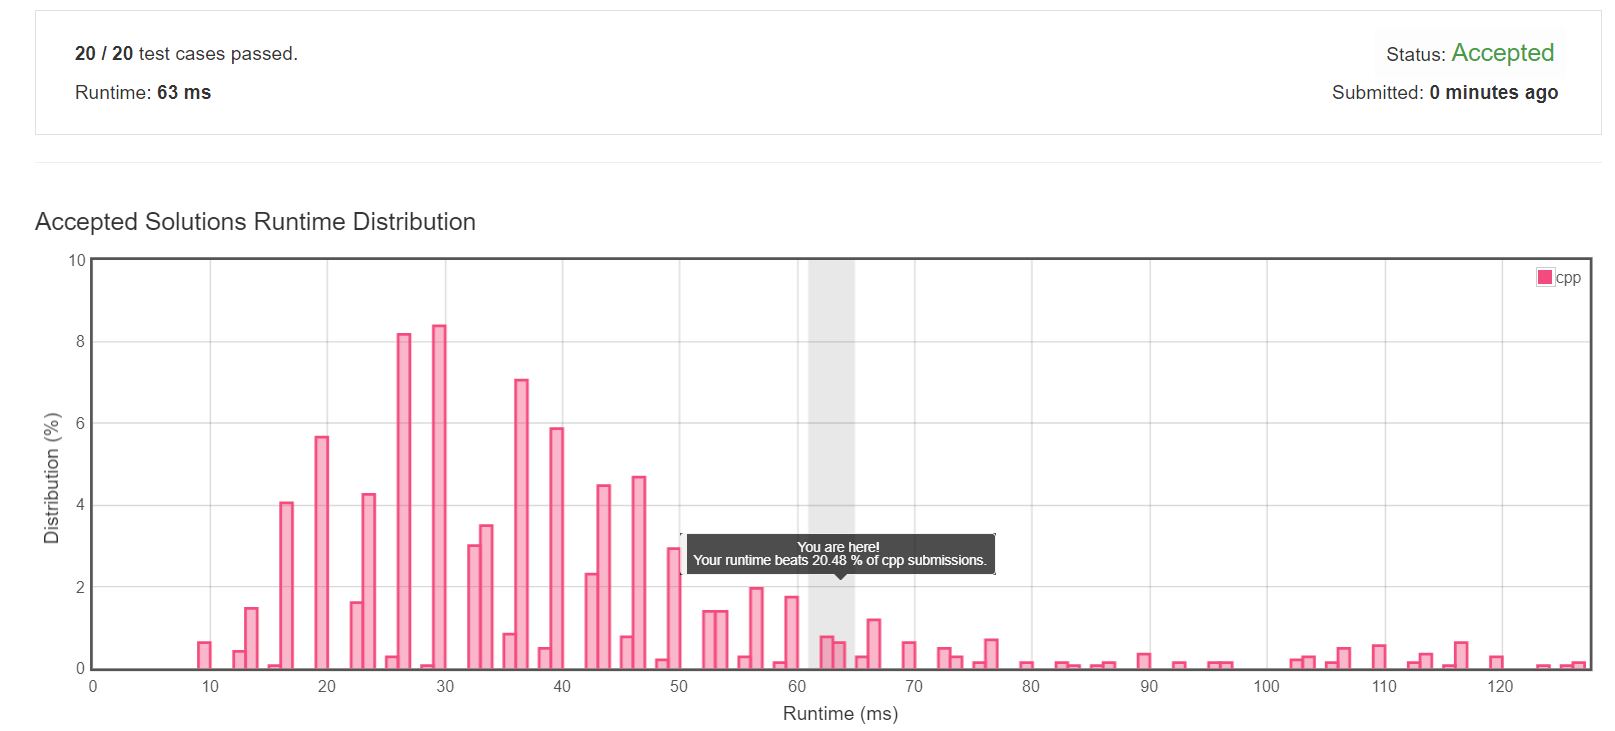 20 / 20 test cases passed.
Status: Accepted
Runtime: 63 ms
Submitted: 0 minutes ago
Accepted Solutions Runtime Distribution
10
8
6
4
2
0
Distribution (%)
cpp
You are here!
Your runtime beats 20.48 % of cpp submissions.
0 10 20 30 40 50 60 70 80 90 100 110 120
Runtime (ms)